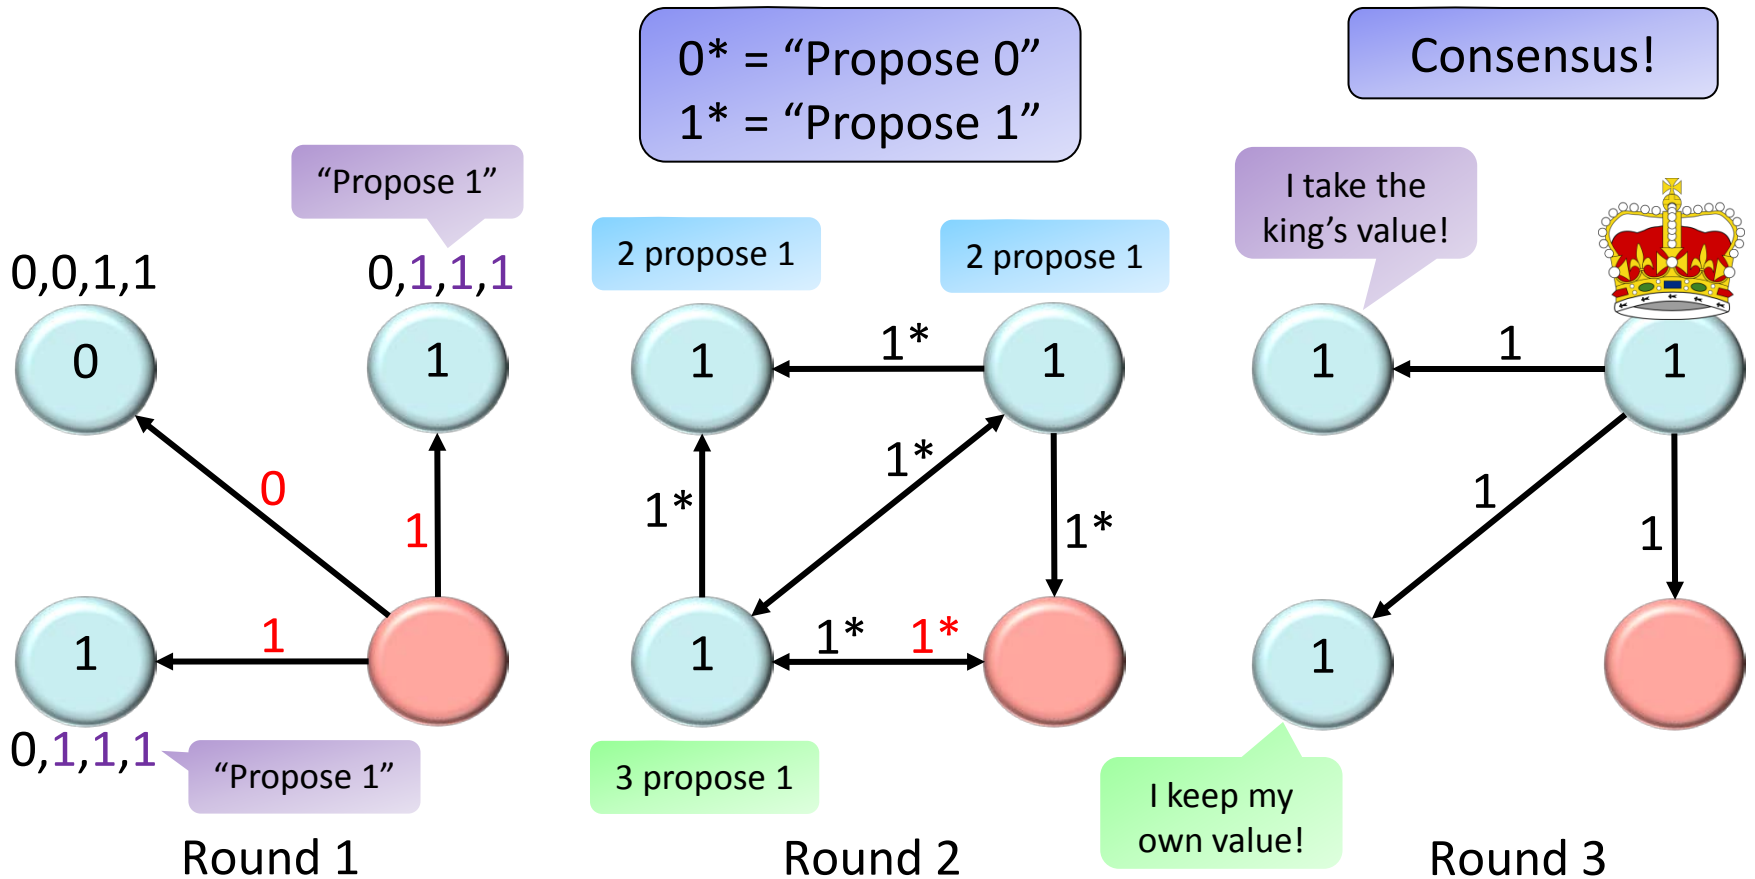 0* = “Propose 0”
1* = “Propose 1”
Consensus!
“Propose 1”
0,0,1,1
0,1,1,1
0
1
0
1
1
1
0,1,1,1
“Propose 1”
Round 1
2 propose 1
2 propose 1
1
1*
1
1*
1*
1*
1
1*
1*
3 propose 1
Round 2
I take the
king’s value!
1
1
1
1
1
1
I keep my
own value!
Round 3